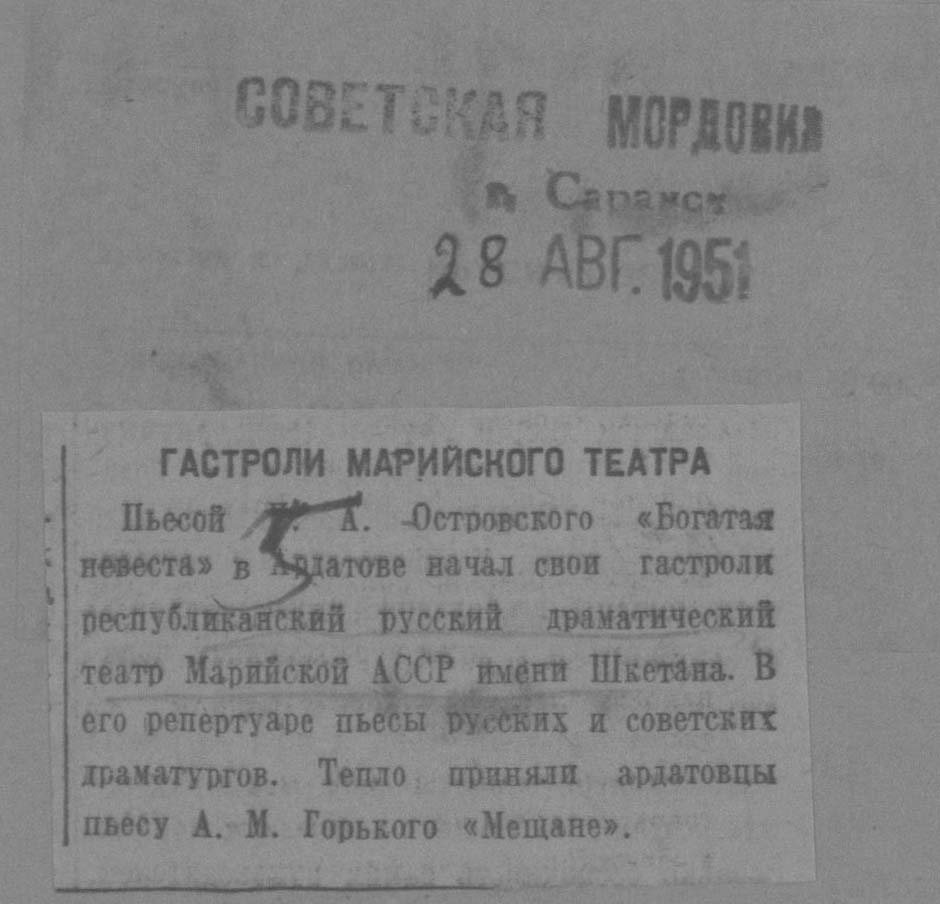 СОВЕТСКАЯ МОРДОВИЯ
г. Саранск
28 АВГ. 1951
ГАСТРОЛИ МАРИЙСКОГО ТЕАТРА
Пьесой А. Островского «Богатая
невеста» в Ардатове начал свои гастроли
республиканский русский драматический
театр Марийской АССР имени Шкетана. В
его репертуаре пьесы русских и советских
драматургов. Тепло приняли ардатовцы
пьесу А. М. Горького «Мещане».